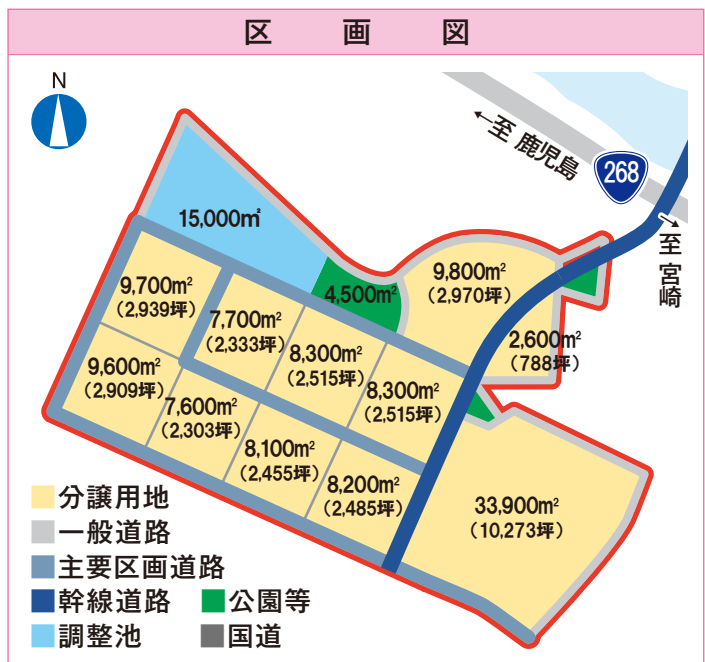 区画図
N
←至 鹿児島
268
→至 宮崎
15,000㎡
4,500m²
9,800m²
(2,970坪)
2,600m²
(788坪)
9,700m²
(2,939坪)
7,700m²
(2,333坪)
8,300m²
(2,515坪)
8,300m²
(2,515坪)
9,600m²
(2,909坪)
7,600m²
(2,303坪)
8,100m²
(2,455坪)
8,200m²
(2,485坪)
33,900m²
(10,273坪)
分譲用地
一般道路
主要区画道路
幹線道路
公園等
調整池
国道